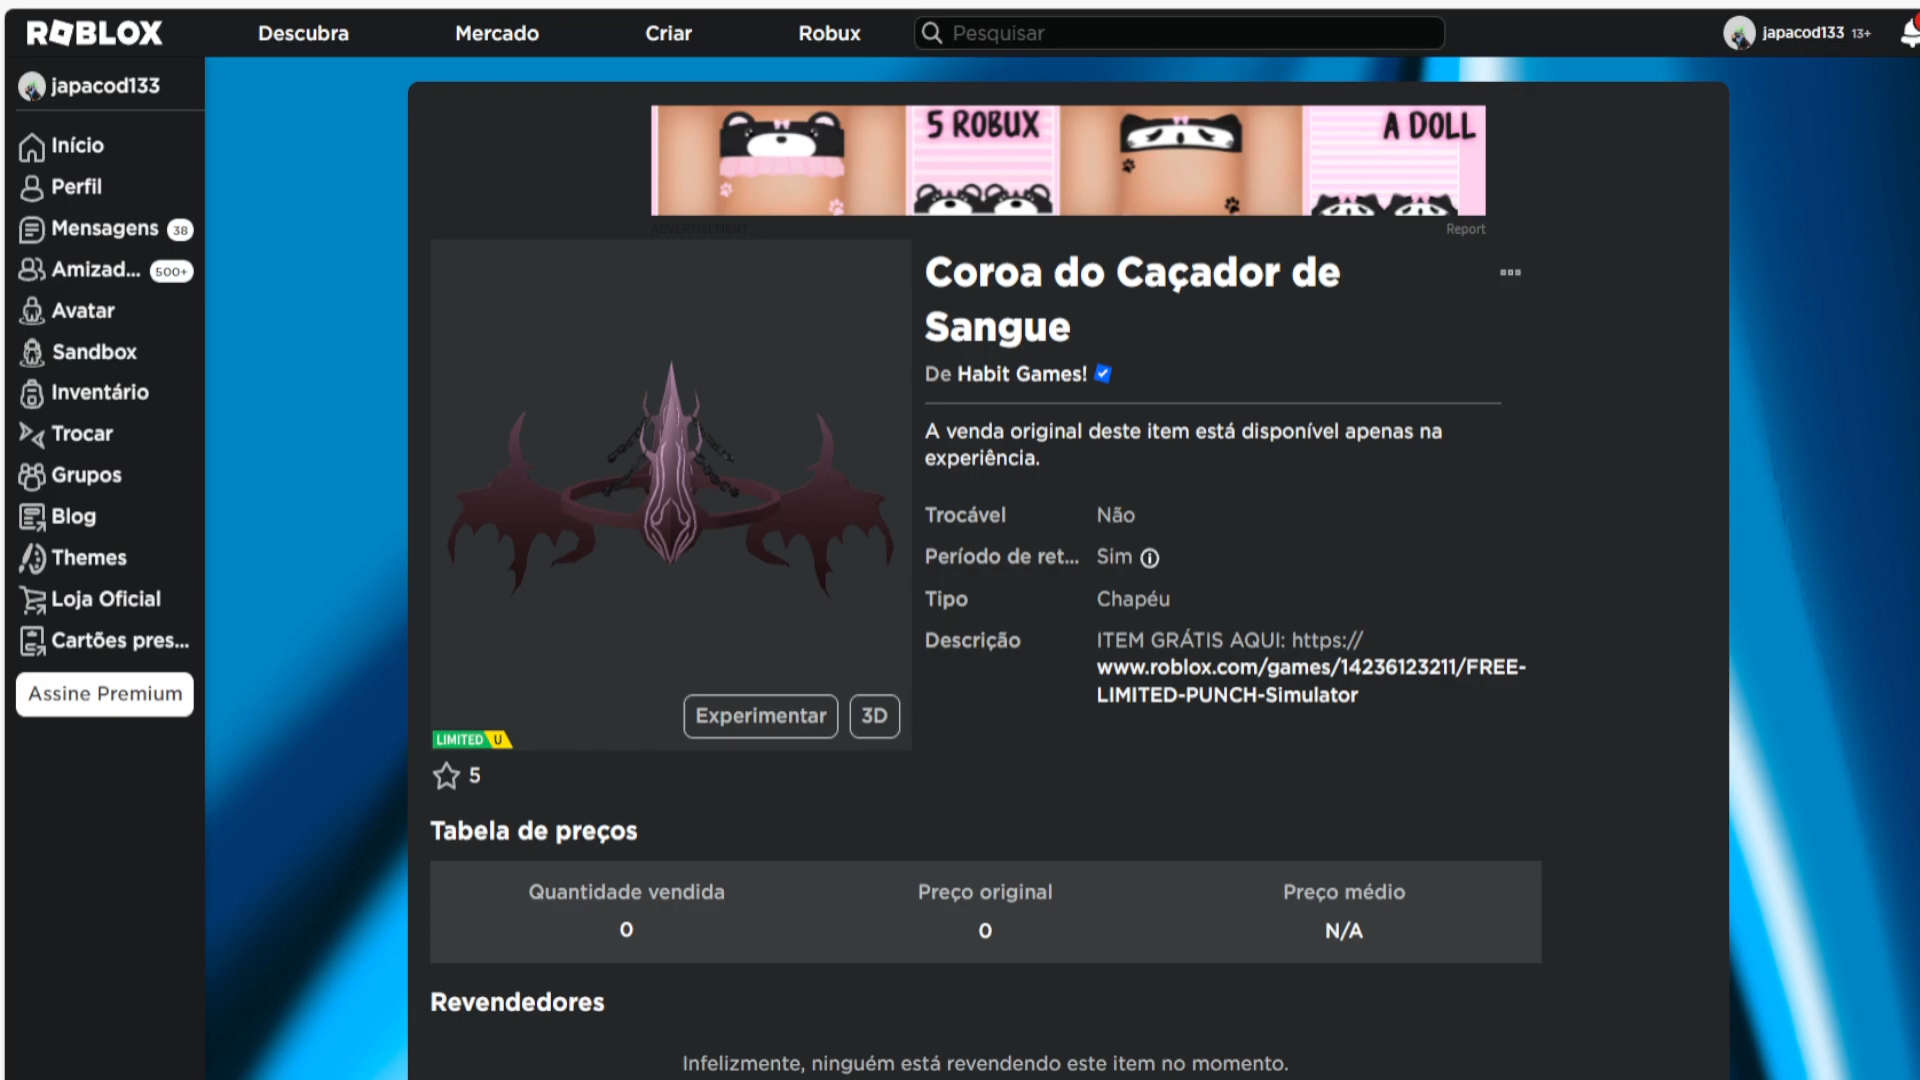 ROBLOX
Descubra
Mercado
Criar
Robux
Pesquisar
japacod133 13+
japacod133
Início
Perfil
Mensagens 38
Amizad... 500+
Avatar
Sandbox
Inventário
Trocar
Grupos
Blog
Themes
Loja Oficial
Cartões pres...
Assine Premium
5 ROBUX
A DOLL
ADVERTISEMENT
Report
Coroa do Caçador de
Sangue
De Habit Games!
A venda original deste item está disponível apenas na
experiência.
Trocável Não
Período de ret... Sim
Tipo Chapéu
Descrição ITEM GRÁTIS AQUI: https://
www.roblox.com/games/14236123211/FREE-
LIMITED-PUNCH-Simulator
Experimentar
3D
LIMITED U
5
Tabela de preços
Quantidade vendida
0
Preço original
0
Preço médio
N/A
Revendedores
Infelizmente, ninguém está revendendo este item no momento.